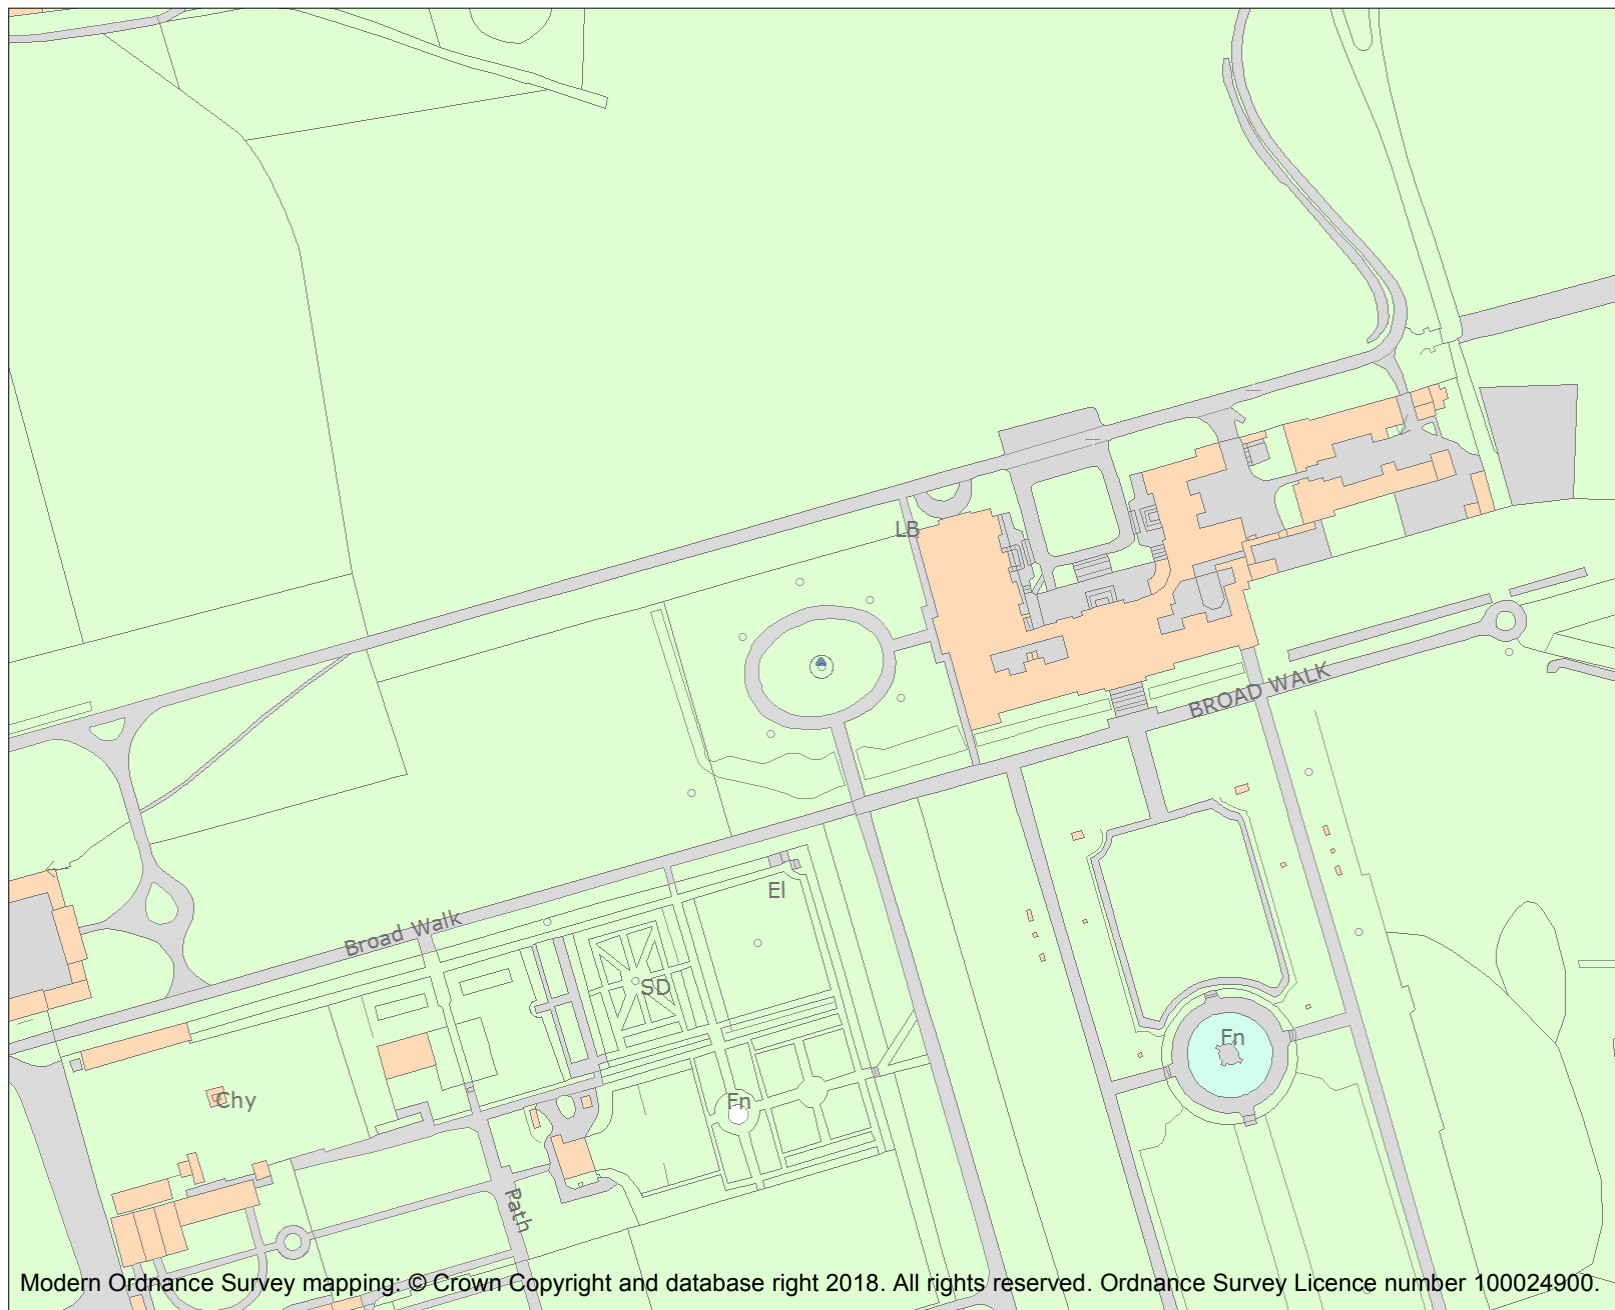 LB
BROAD WALK
El
Broad Walk
SD
Fn
Chy
Fn
Path
Modern Ordnance Survey mapping: © Crown Copyright and database right 2018. All rights reserved. Ordnance Survey Licence number 100024900.